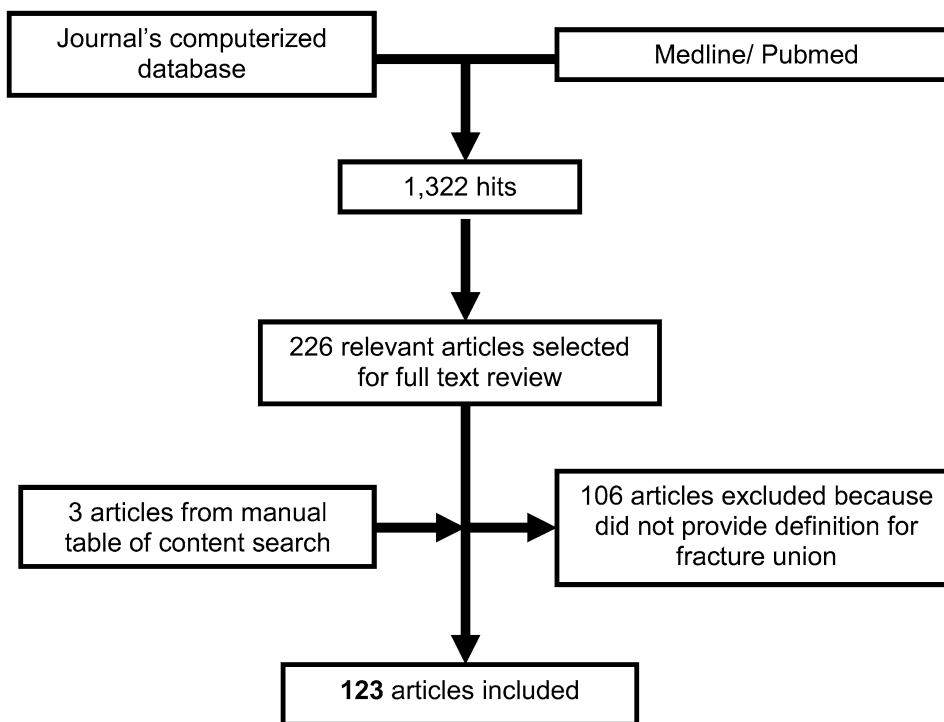 Journal's computerized
database
Medline/ Pubmed
1,322 hits
226 relevant articles selected
for full text review
3 articles from manual
table of content search
106 articles excluded because
did not provide definition for
fracture union
123 articles included